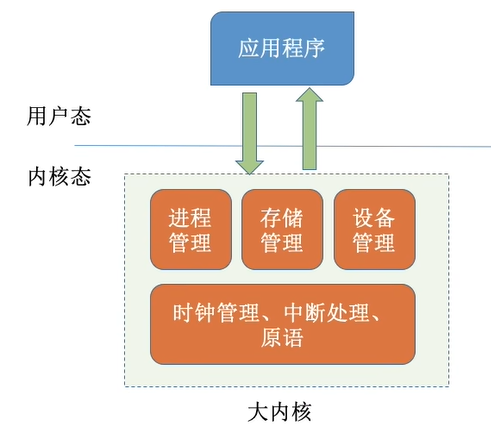 应用程序
用户态
内核态
进程
管理
存储
管理
设备
管理
时钟管理、中断处理、
原语
大内核